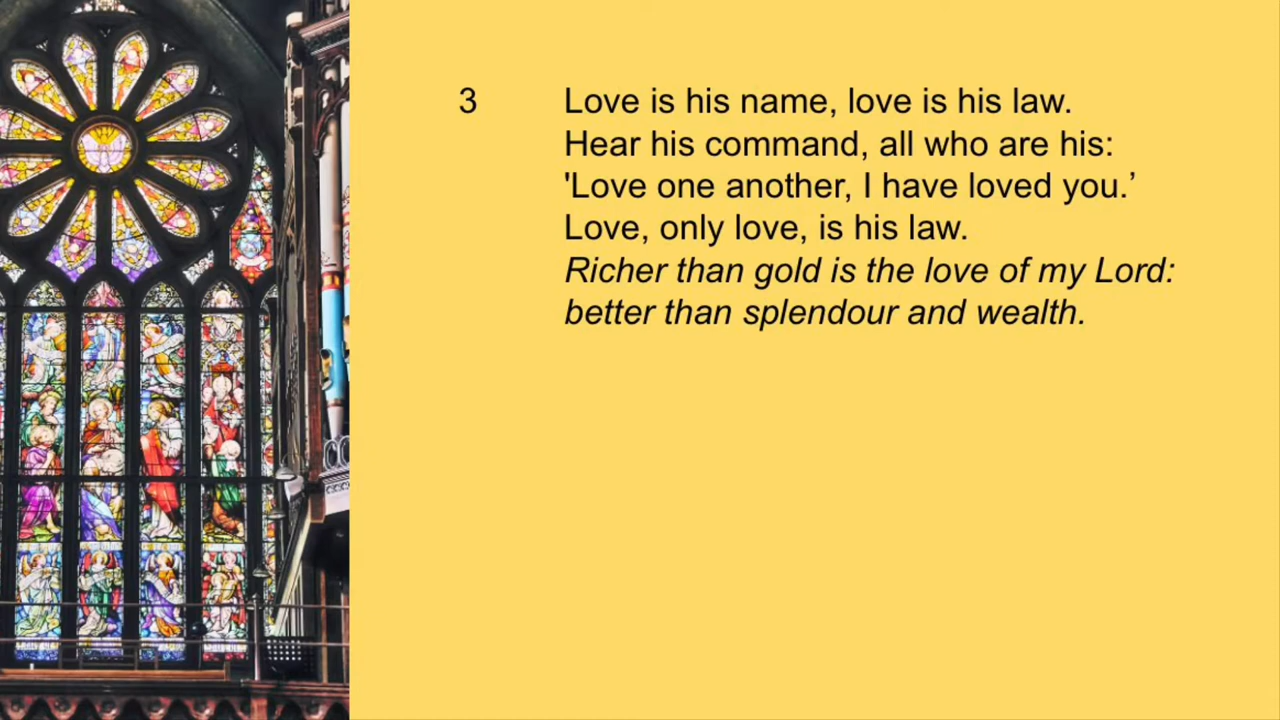 3 Love is his name, love is his law.
Hear his command, all who are his:
'Love one another, I have loved you.’
Love, only love, is his law.
Richer than gold is the love of my Lord:
better than splendour and wealth.